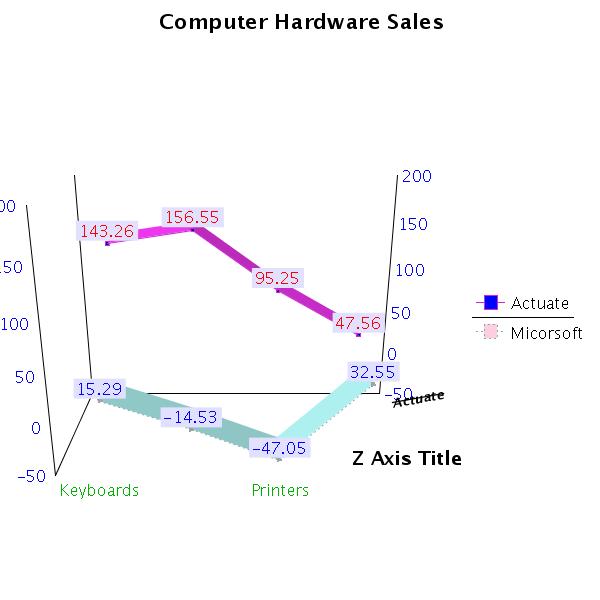 Computer Hardware Sales
200
150
100
50
0
-50
00
150
100
50
0
-50
143.26
156.55
95.25
47.56
15.29
-14.53
-47.05
32.55
Actuate
Micorsoft
Actuate
Z Axis Title
Keyboards
Printers